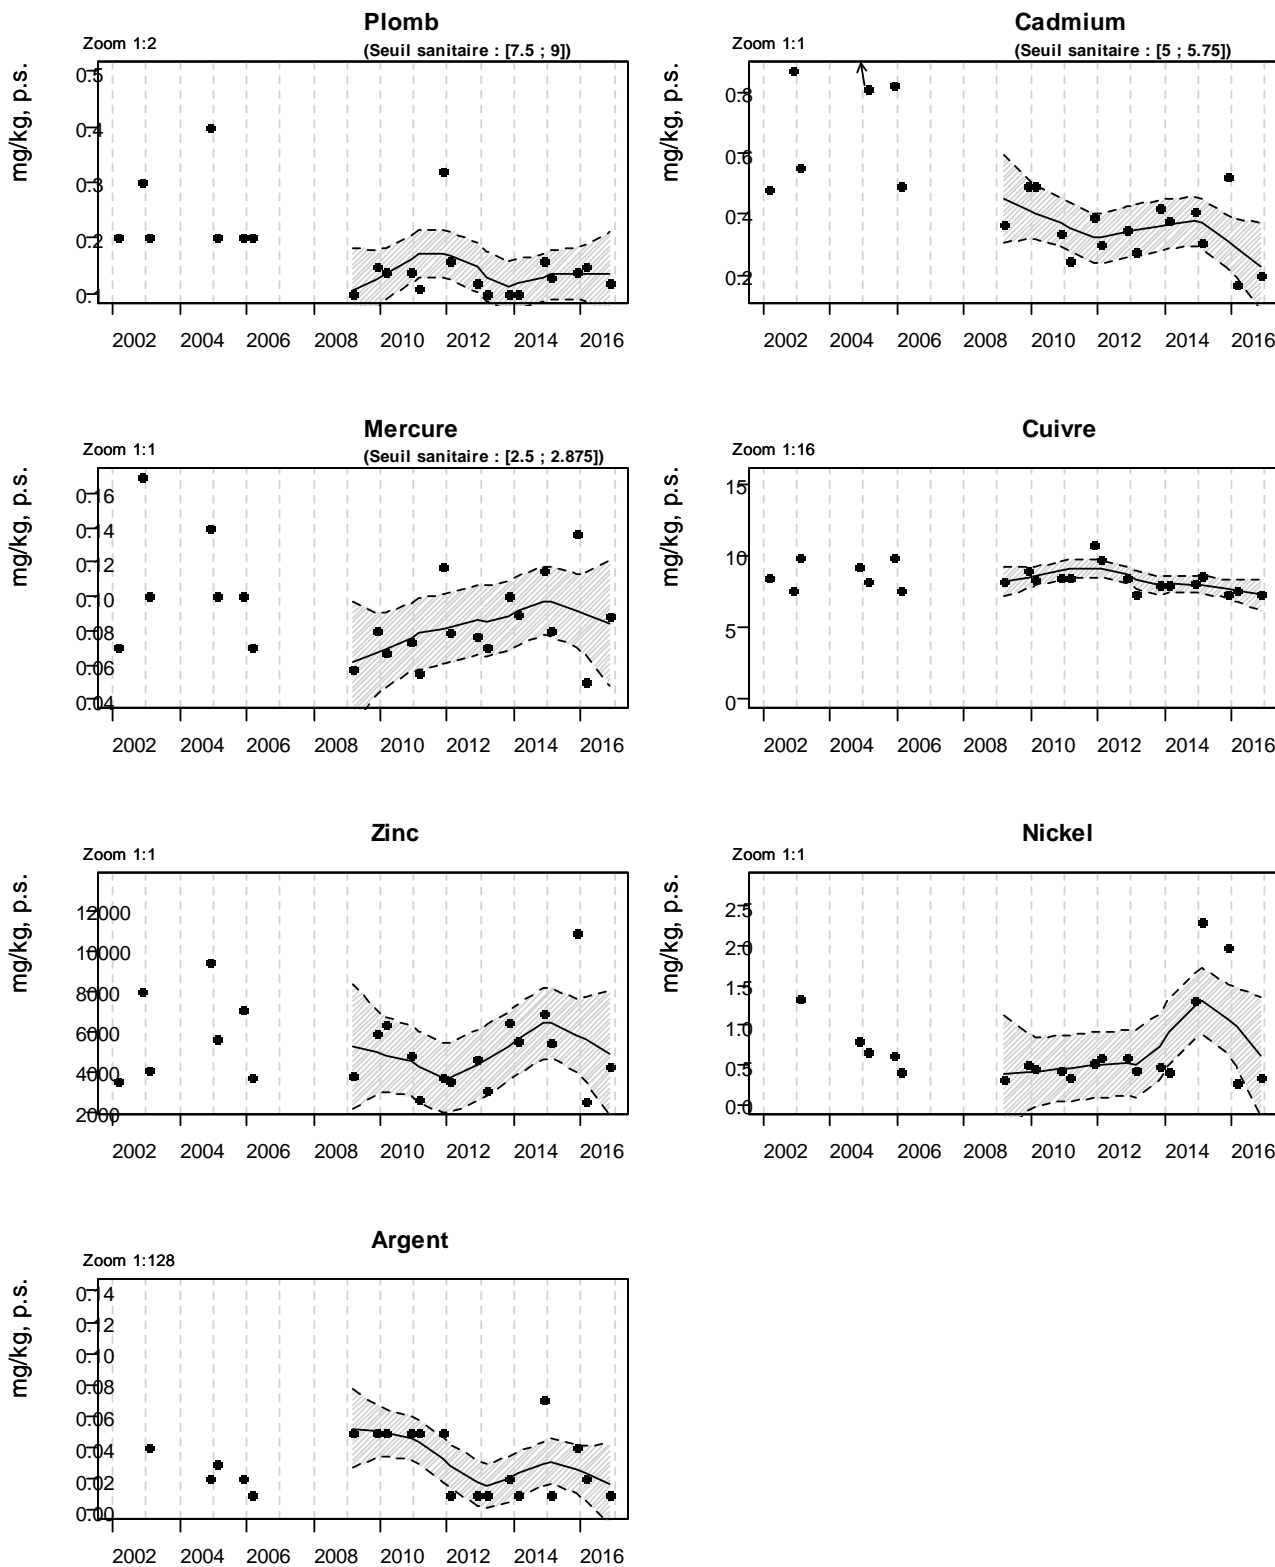 Plomb
Zoom 1:2
(Seuil sanitaire : [7.5 ; 9])
mg/kg, p.s.
0.5
0.4
0.3
0.2
0.1
2002 2004 2006 2008 2010 2012 2014 2016
Cadmium
Zoom 1:1
(Seuil sanitaire : [5 ; 5.75])
mg/kg, p.s.
0.8
0.6
0.4
0.2
2002 2004 2006 2008 2010 2012 2014 2016
Mercure
Zoom 1:1
(Seuil sanitaire : [2.5 ; 2.875])
mg/kg, p.s.
0.16
0.14
0.12
0.10
0.08
0.06
0.04
2002 2004 2006 2008 2010 2012 2014 2016
Cuivre
Zoom 1:16
mg/kg, p.s.
15
10
5
0
2002 2004 2006 2008 2010 2012 2014 2016
Zinc
Zoom 1:1
mg/kg, p.s.
12000
10000
8000
6000
4000
2000
2002 2004 2006 2008 2010 2012 2014 2016
Nickel
Zoom 1:1
mg/kg, p.s.
2.5
2.0
1.5
1.0
0.5
0.0
2002 2004 2006 2008 2010 2012 2014 2016
Argent
Zoom 1:128
mg/kg, p.s.
0.14
0.12
0.10
0.08
0.06
0.04
0.02
0.00
2002 2004 2006 2008 2010 2012 2014 2016